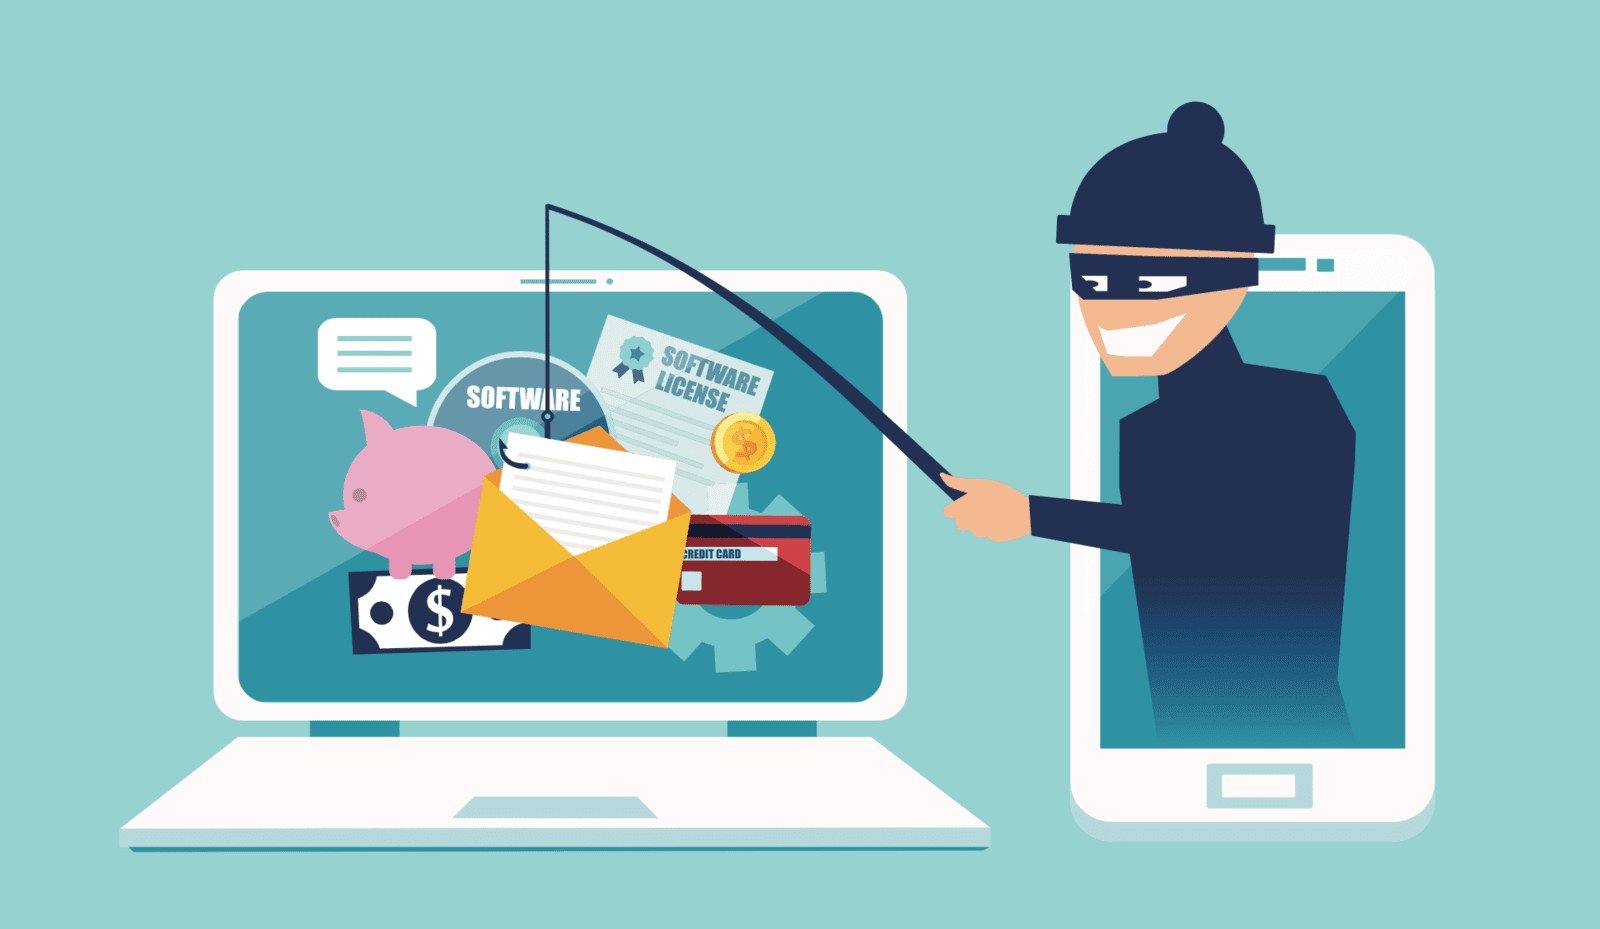 SOFTWARE
SOFTWARE
LICENSE
$
CREDIT CARD
$